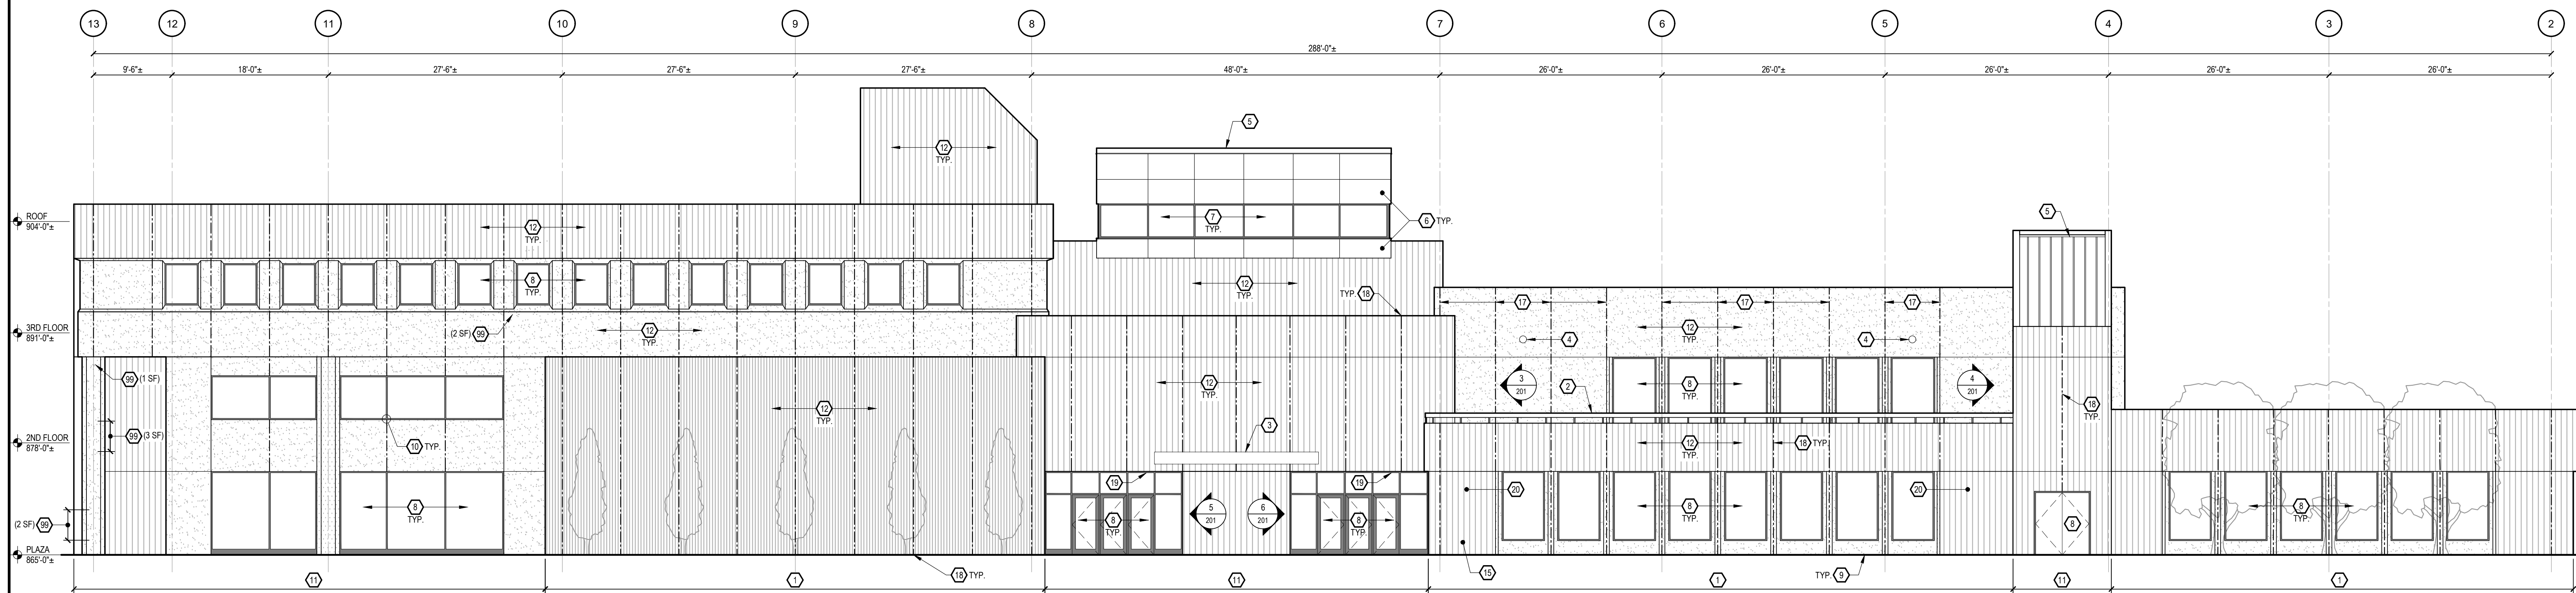 13 12 11 10 9 8 7 6 5 4 3 2
288'-0"±
9'-6"± 18'-0"± 27'-6"± 27'-6"± 27'-6"± 48'-0"± 26'-0"± 26'-0"± 26'-0"± 26'-0"± 26'-0"±
5
12
TYP.
5
ROOF
904'-0"±
12
TYP.
7
TYP.
6 TYP.
8
TYP.
12
TYP.
TYP. 18
17 17 17
3RD FLOOR
891'-0"±
(2 SF) 99
12
TYP.
12
TYP.
4 4
99 (1 SF)
12
TYP.
8
TYP.
3
201
2
4
201
12
TYP.
18
TYP.
99 (3 SF)
10 TYP.
3
2ND FLOOR
878'-0"±
12
TYP.
18 TYP.
19 19
20 20
8
TYP.
8
TYP.
5
201
6
201
8
TYP.
8
TYP.
8
8
TYP.
(2 SF) 99
PLAZA
865'-0"±
18 TYP.
15
TYP. 9
11 1 11 1 11 1